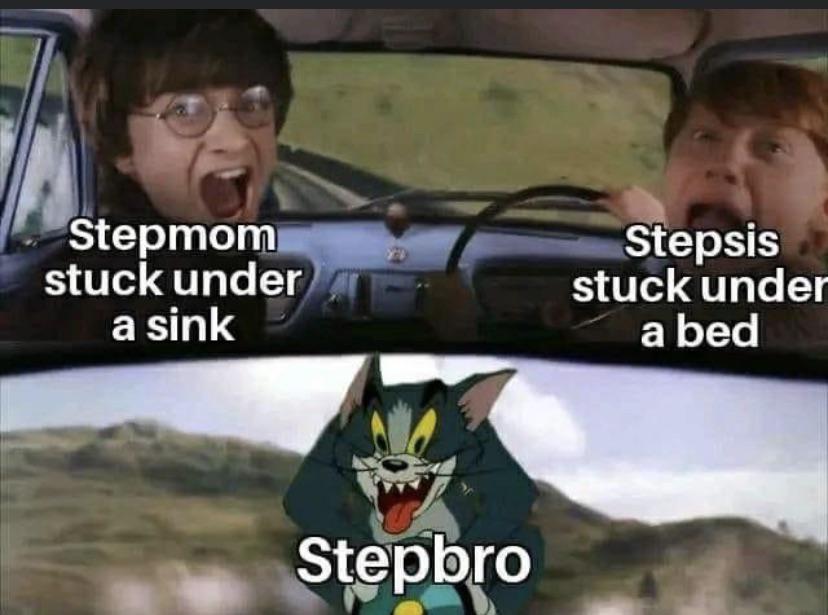 Stepmom
stuck under
a sink
Stepsis
stuck under
a bed
Stepbro